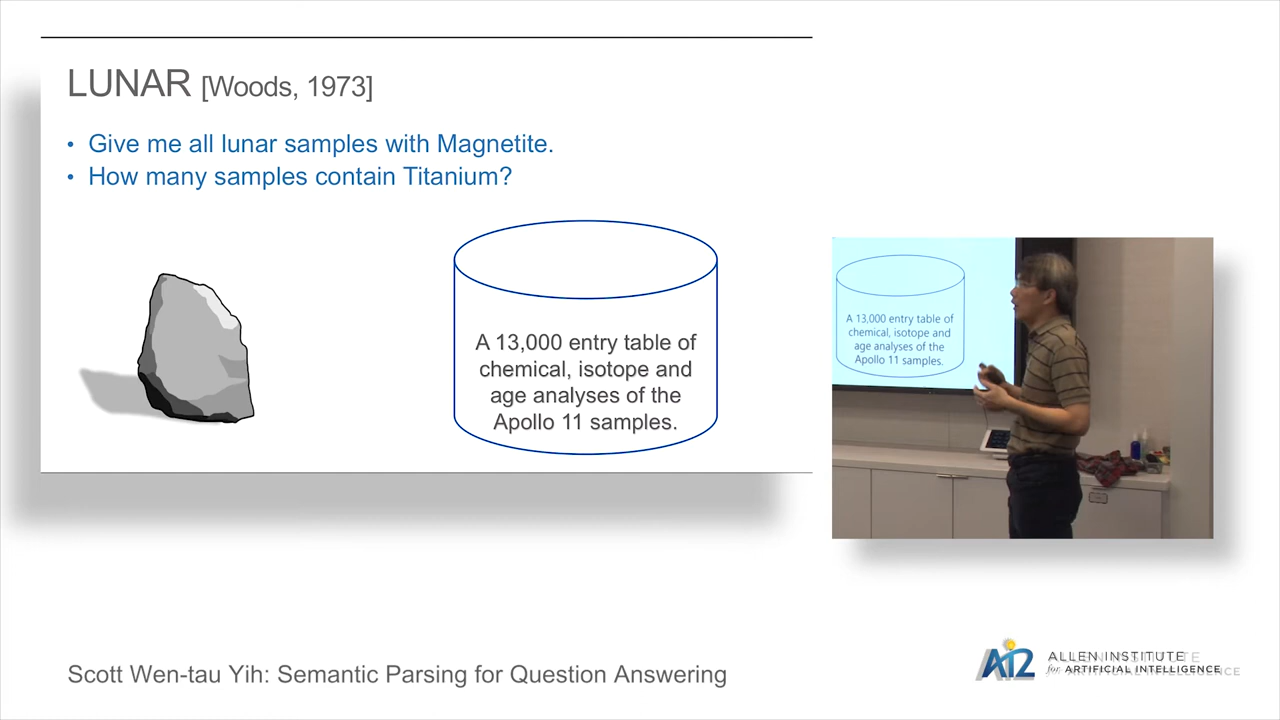 LUNAR [Woods, 1973]
• Give me all lunar samples with Magnetite.
• How many samples contain Titanium?
A 13,000 entry table of
chemical, isotope and
age analyses of the
Apollo 11 samples.
A 13,000 entry table of
chemical, isotope and
age analyses of the
Apollo 11 samples.
Scott Wen-tau Yih: Semantic Parsing for Question Answering
AI2
ALLEN INSTITUTE
for ARTIFICIAL INTELLIGENCE